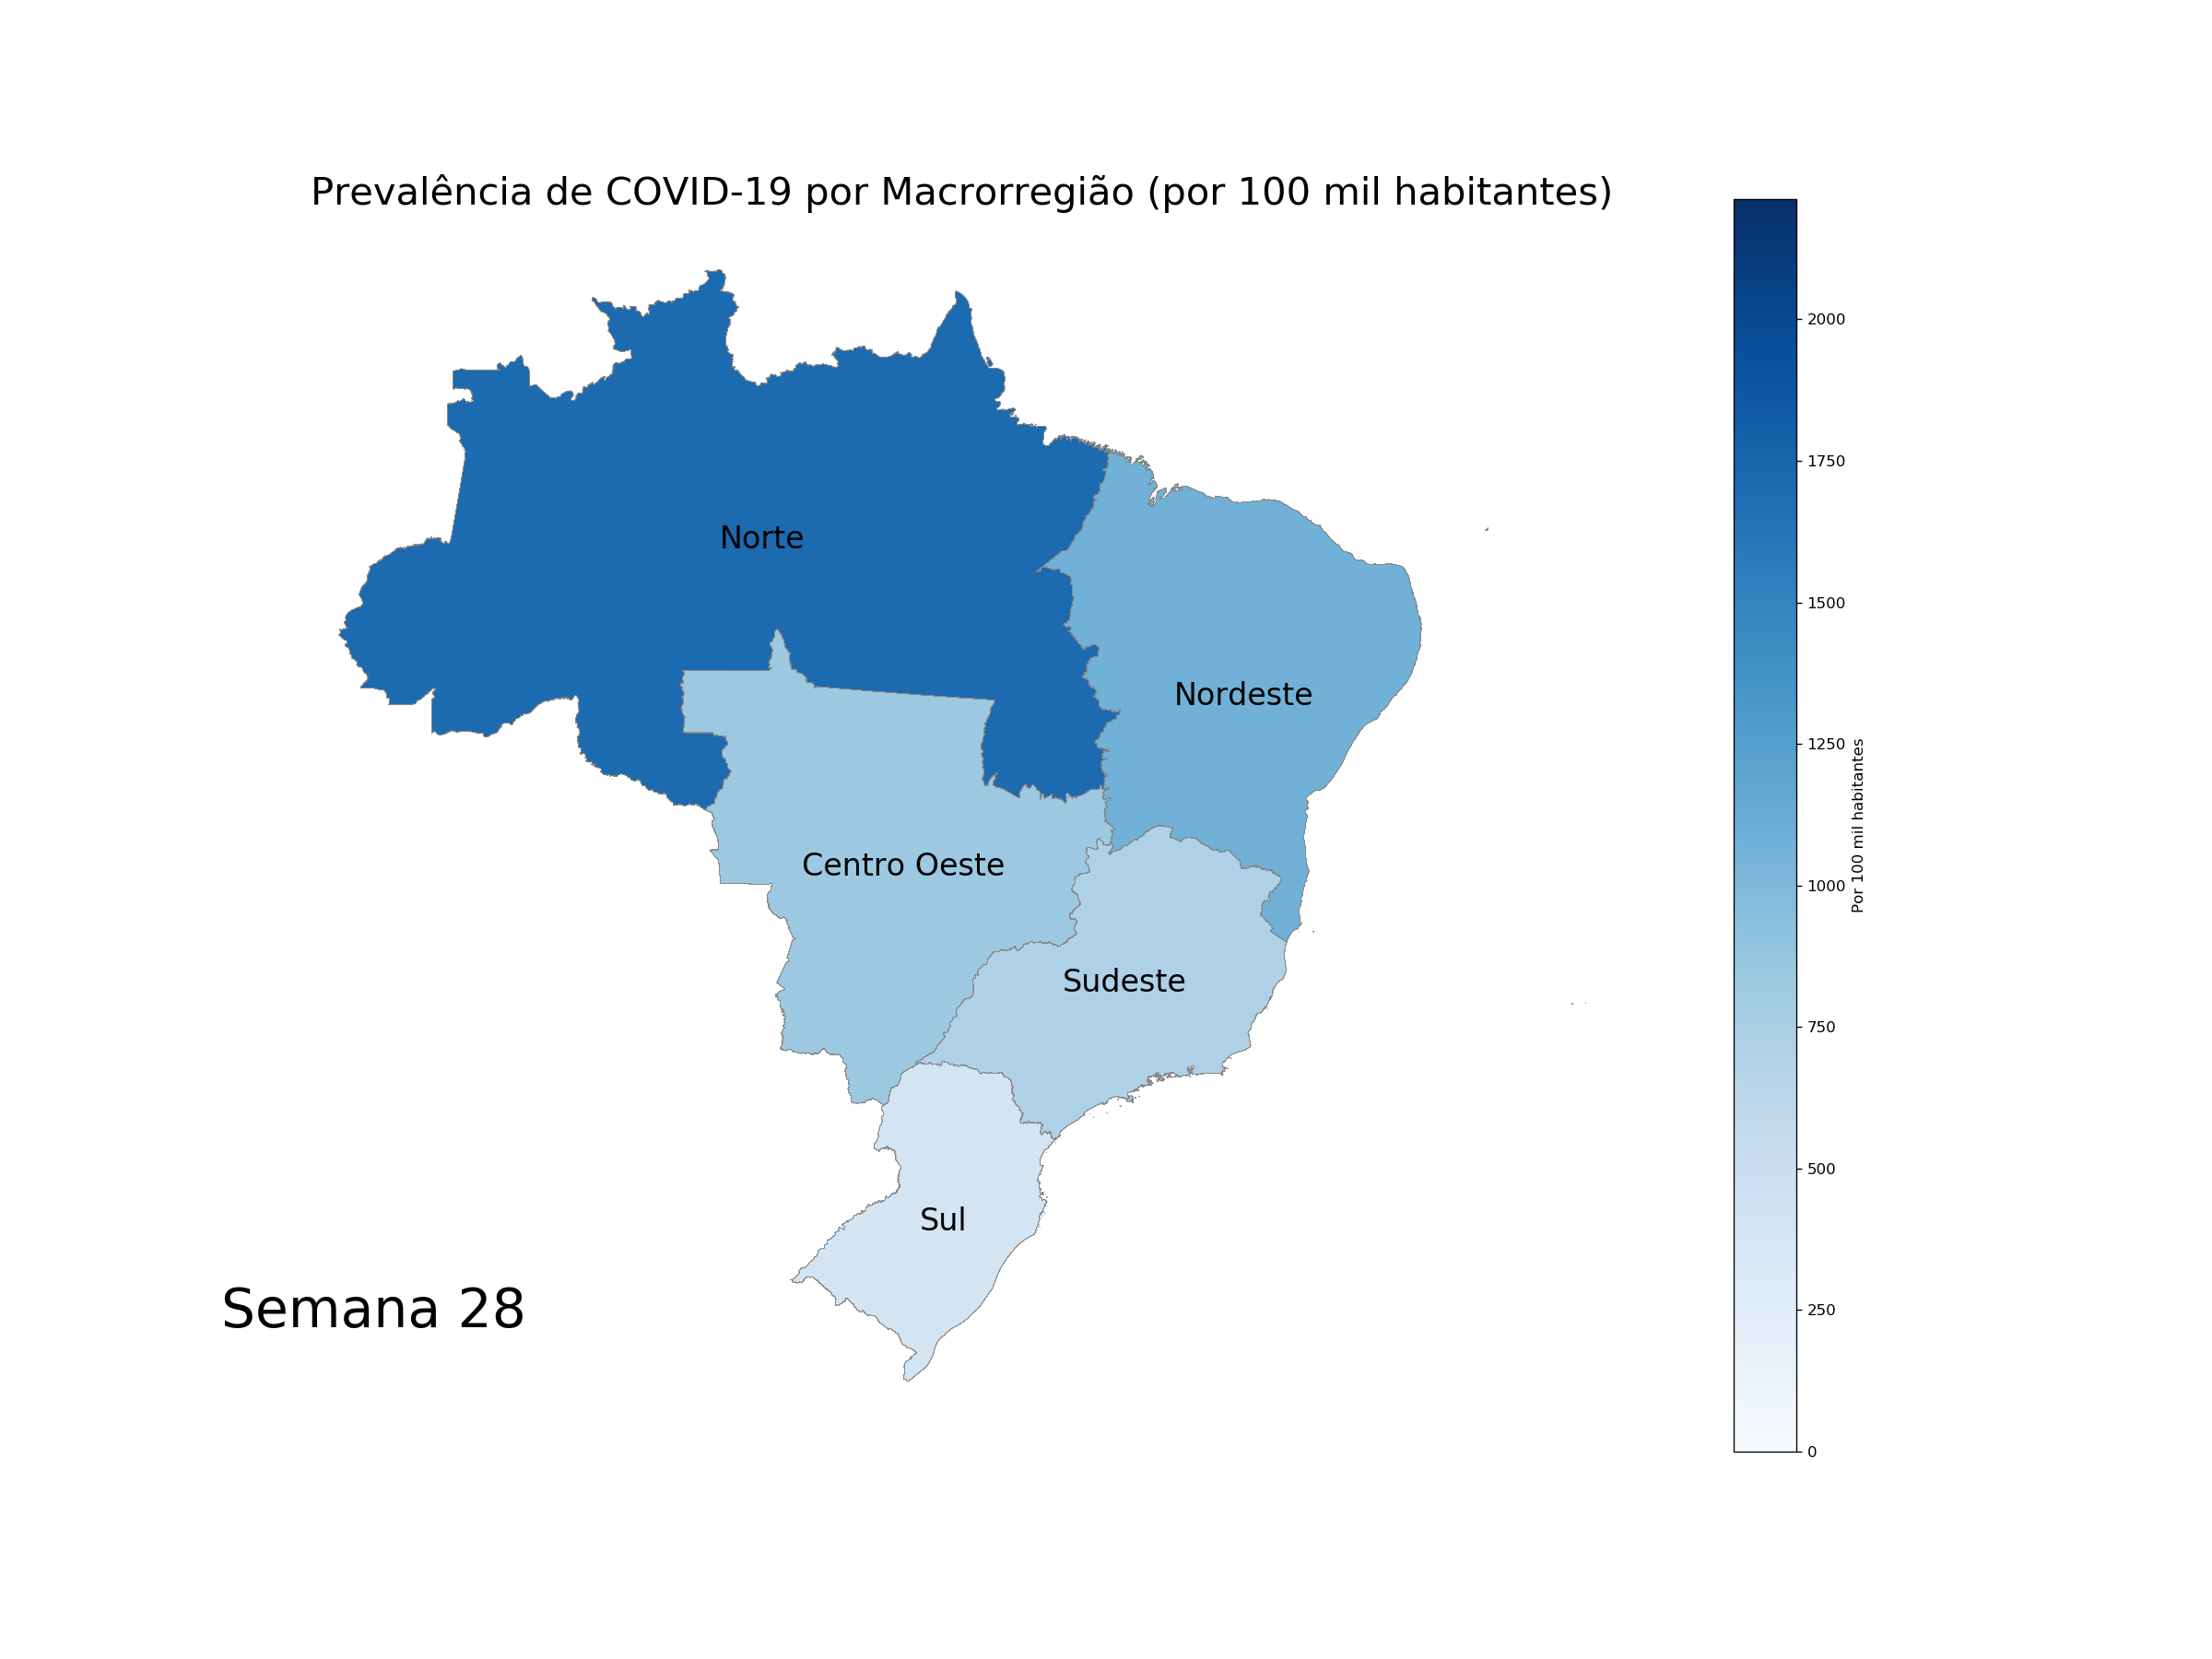 Prevalência de COVID-19 por Macrorregião (por 100 mil habitantes)
Norte
Nordeste
Centro Oeste
Sudeste
Sul
Semana 28
2000
1750
1500
1250
1000
750
500
250
0
Por 100 mil habitantes